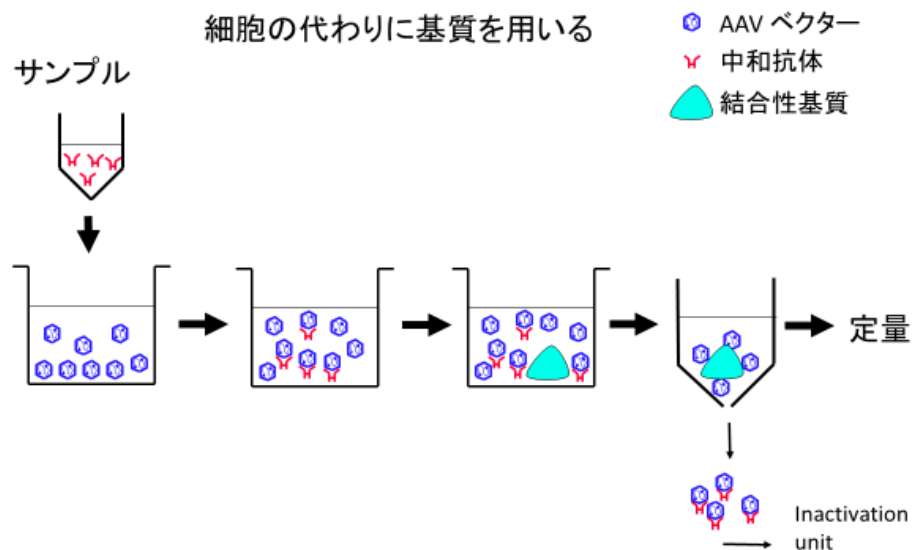 細胞の代わりに基質を用いる
AAV ベクター
中和抗体
結合性基質
サンプル
定量
Inactivation
unit